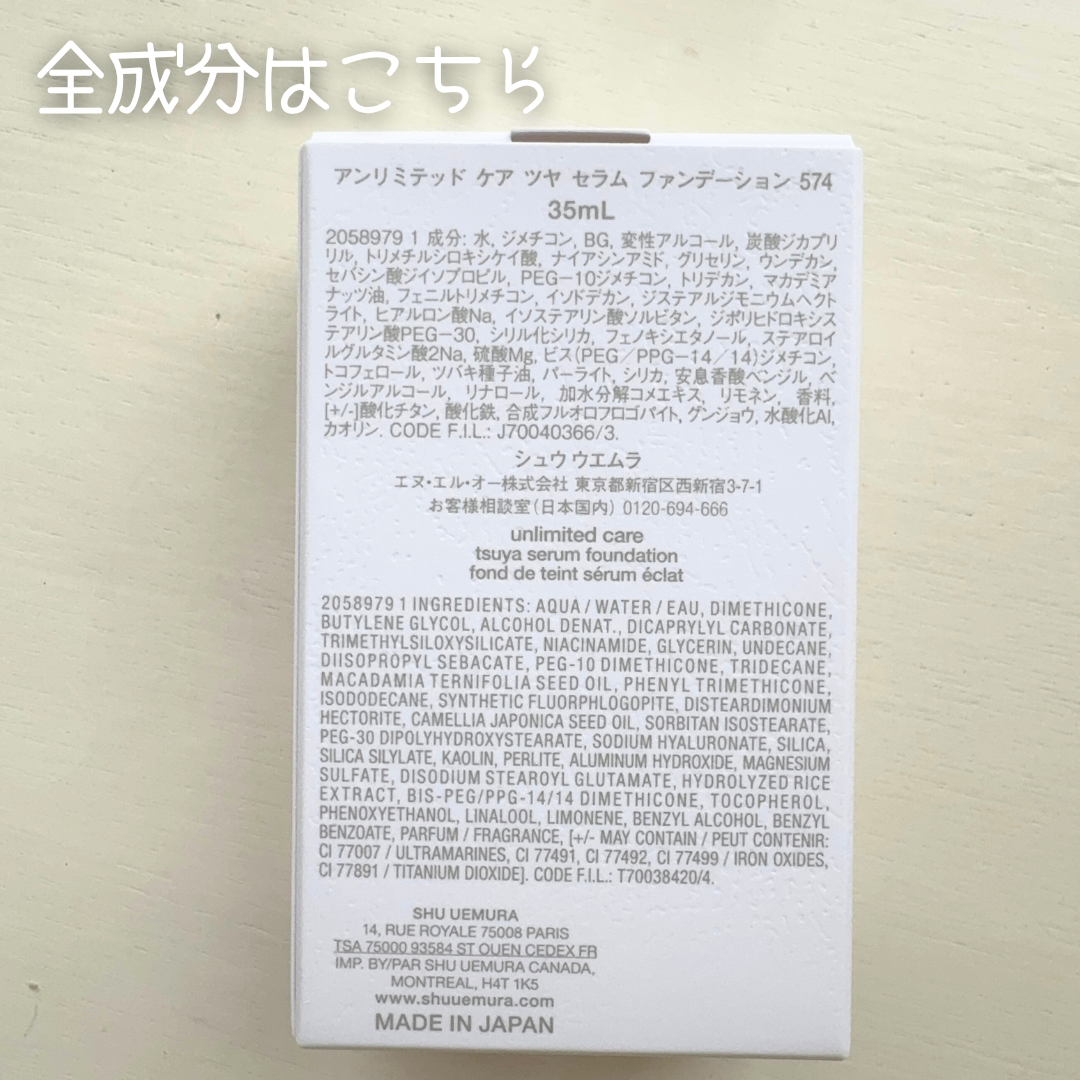 全成分はこちら
アンリミテッド ケア ツヤ セラム ファンデーション 574
35mL
2058979 1 成分: 水, ジメチコン, BG, 変性アルコール, 炭酸ジカプリ
リル, トリメチルシロキシケイ酸, ナイアシンアミド, グリセリン, ウンデカン,
セバシン酸ジイソプロピル, PEG-10ジメチコン, トリデカン, マカデミア
ナッツ油, フェニルトリメチコン, イソドデカン, ジステアルジモニウムヘクト
ライト, ヒアルロン酸Na, イソステアリン酸ソルビタン, ジポリヒドロキシス
テアリン酸PEG-30, シリル化シリカ, フェノキシエタノール, ステアロイ
ルグルタミン酸2Na, 硫酸Mg, ビス(PEG/PPG-14/14)ジメチコン,
トコフェロール, ツバキ種子油, パーライト, シリカ, 安息香酸ベンジル, ベ
ンジルアルコール, リナロール, 加水分解コメエキス, リモネン, 香料,
[+/-]酸化チタン, 酸化鉄, 合成フルオロフロゴパイト, グンジョウ, 水酸化Al,
カオリン. CODE F.I.L.: J70040366/3.
シュウ ウエムラ
エヌ・エル・オー株式会社 東京都新宿区西新宿3-7-1
お客様相談室(日本国内) 0120-694-666
unlimited care
tsuya serum foundation
fond de teint sérum éclat
2058979 1 INGREDIENTS: AQUA / WATER / EAU, DIMETHICONE,
BUTYLENE GLYCOL, ALCOHOL DENAT., DICAPRYLYL CARBONATE,
TRIMETHYLSILOXYSILICATE, NIACINAMIDE, GLYCERIN, UNDECANE,
DIISOPROPYL SEBACATE, PEG-10 DIMETHICONE, TRIDECANE,
MACADAMIA TERNIFOLIA SEED OIL, PHENYL TRIMETHICONE,
ISODODECANE, SYNTHETIC FLUORPHLOGOPITE, DISTEARDIMONIUM
HECTORITE, CAMELLIA JAPONICA SEED OIL, SORBITAN ISOSTEARATE,
PEG-30 DIPOLYHYDROXYSTEARATE, SODIUM HYALURONATE, SILICA,
SILICA SILYLATE, KAOLIN, PERLITE, ALUMINUM HYDROXIDE, MAGNESIUM
SULFATE, DISODIUM STEAROYL GLUTAMATE, HYDROLYZED RICE
EXTRACT, BIS-PEG/PPG-14/14 DIMETHICONE, TOCOPHEROL,
PHENOXYETHANOL, LINALOOL, LIMONENE, BENZYL ALCOHOL, BENZYL
BENZOATE, PARFUM / FRAGRANCE, [+/- MAY CONTAIN / PEUT CONTENIR:
CI 77007 / ULTRAMARINES, CI 77491, CI 77492, CI 77499 / IRON OXIDES,
CI 77891 / TITANIUM DIOXIDE]. CODE F.I.L.: T70038420/4.
SHU UEMURA
14, RUE ROYALE 75008 PARIS
TSA 75000 93584 ST OUEN CEDEX FR
IMP. BY/PAR SHU UEMURA CANADA,
MONTREAL, H4T 1K5
www.shuuemura.com
MADE IN JAPAN